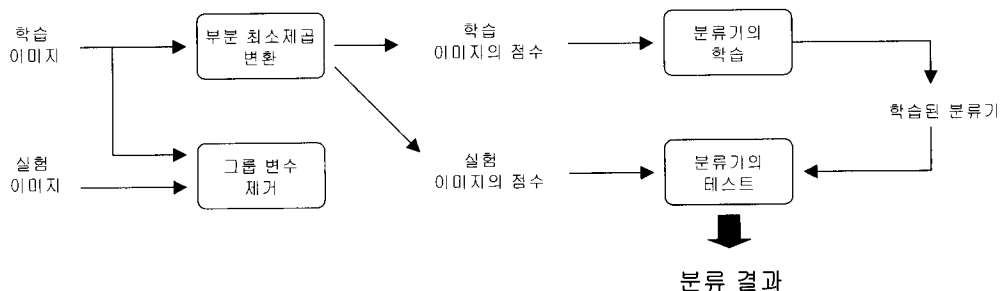 학습
이미지
부분 최소제곱
변환
학습
이미지의 점수
분류기의
학습
학습된 분류기
실험
이미지
그룹 변수
제거
실험
이미지의 점수
분류기의
테스트
분류 결과